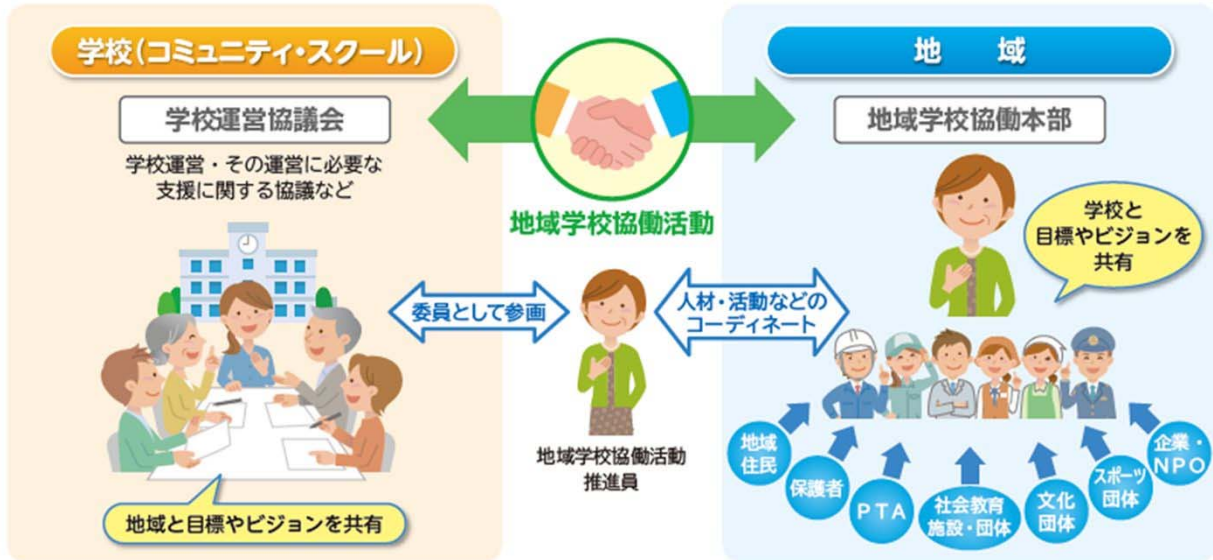 学校(コミュニティ・スクール)
学校運営協議会
学校運営・その運営に必要な
支援に関する協議など
地域と目標やビジョンを共有
地域学校協働活動
委員として参画
人材・活動などの
コーディネート
地域学校協働活動
推進員
地　域
地域学校協働本部
学校と
目標やビジョンを
共有
地域
住民
保護者
PTA
社会教育
施設・団体
文化
団体
スポーツ
団体
企業・
NPO